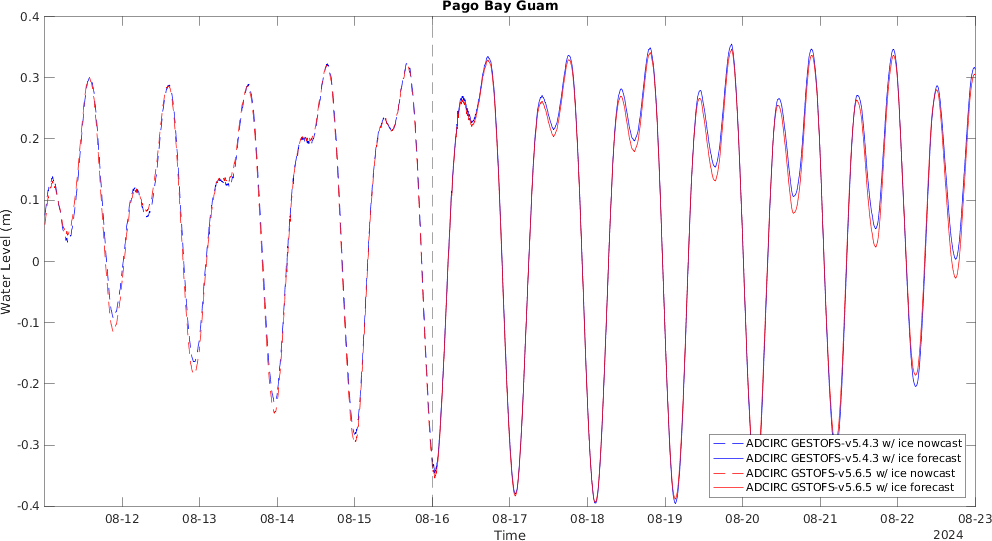 Pago Bay Guam
0.4
0.3
0.2
0.1
0
-0.1
-0.2
-0.3
-0.4
Water Level (m)
08-12 08-13 08-14 08-15 08-16 08-17 08-18 08-19 08-20 08-21 08-22 08-23
Time
2024
ADCIRC GESTOFS-v5.4.3 w/ ice nowcast
ADCIRC GESTOFS-v5.4.3 w/ ice forecast
ADCIRC GSTOFS-v5.6.5 w/ ice nowcast
ADCIRC GSTOFS-v5.6.5 w/ ice forecast